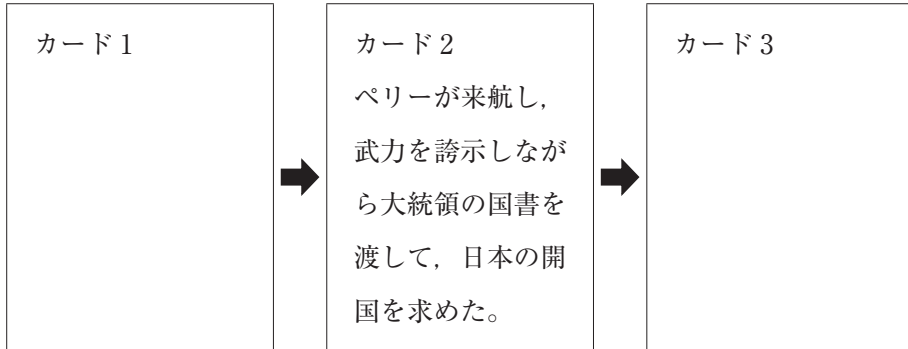 カード1
カード2
ペリーが来航し,
武力を誇示しなが
ら大統領の国書を
渡して,日本の開
国を求めた。
カード3